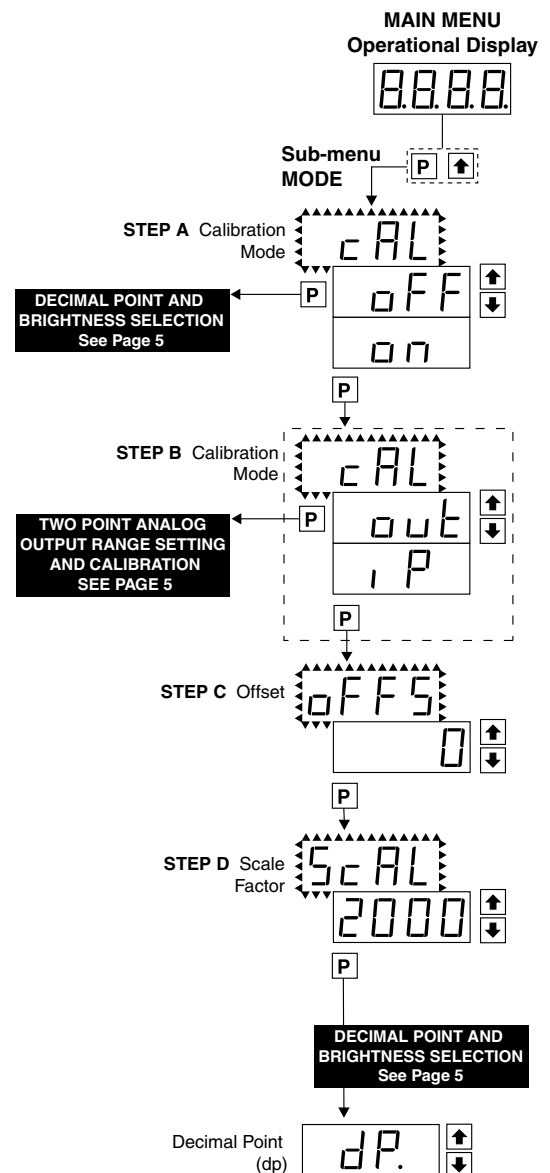 MAIN MENU
Operational Display
8.8.8.8.
Sub-menu
MODE
P
STEP A Calibration
Mode
cAL
P
oFF
DECIMAL POINT AND
BRIGHTNESS SELECTION
See Page 5
on
P
STEP B Calibration
Mode
cAL
P
out
TWO POINT ANALOG
OUTPUT RANGE SETTING
AND CALIBRATION
SEE PAGE 5
iP
P
STEP C Offset
oFFS
0
P
STEP D Scale
Factor
ScAL
2000
P
DECIMAL POINT AND
BRIGHTNESS SELECTION
See Page 5
Decimal Point
(dp)
dP.